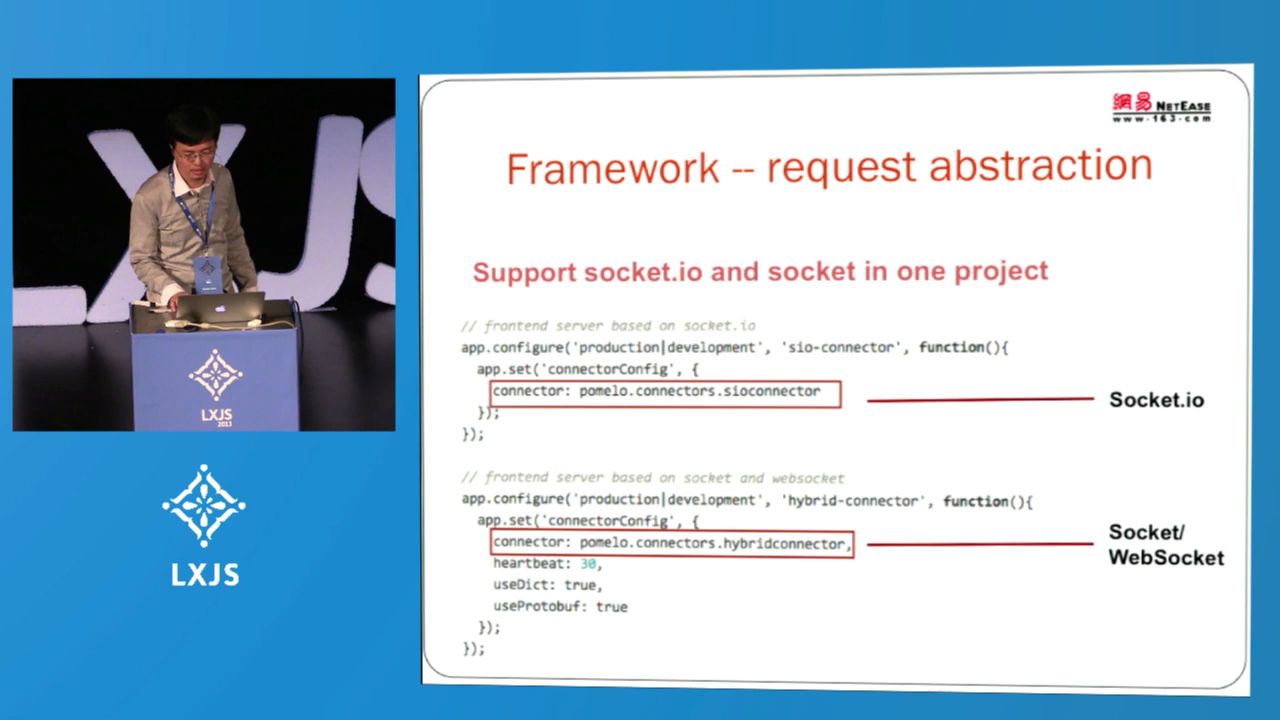 LXJS
LXJS
2013
LXJS
網易 NETEASE
www.163.com
Framework -- request abstraction
Support socket.io and socket in one project
// frontend server based on socket.io
app.configure('production|development', 'sio-connector', function(){
app.set('connectorConfig', {
connector: pomelo.connectors.sioconnector
});
});
Socket.io
// frontend server based on socket and websocket
app.configure('production|development', 'hybrid-connector', function(){
app.set('connectorConfig', {
connector: pomelo.connectors.hybridconnector,
heartbeat: 30,
useDict: true,
useProtobuf: true
});
});
Socket/
WebSocket